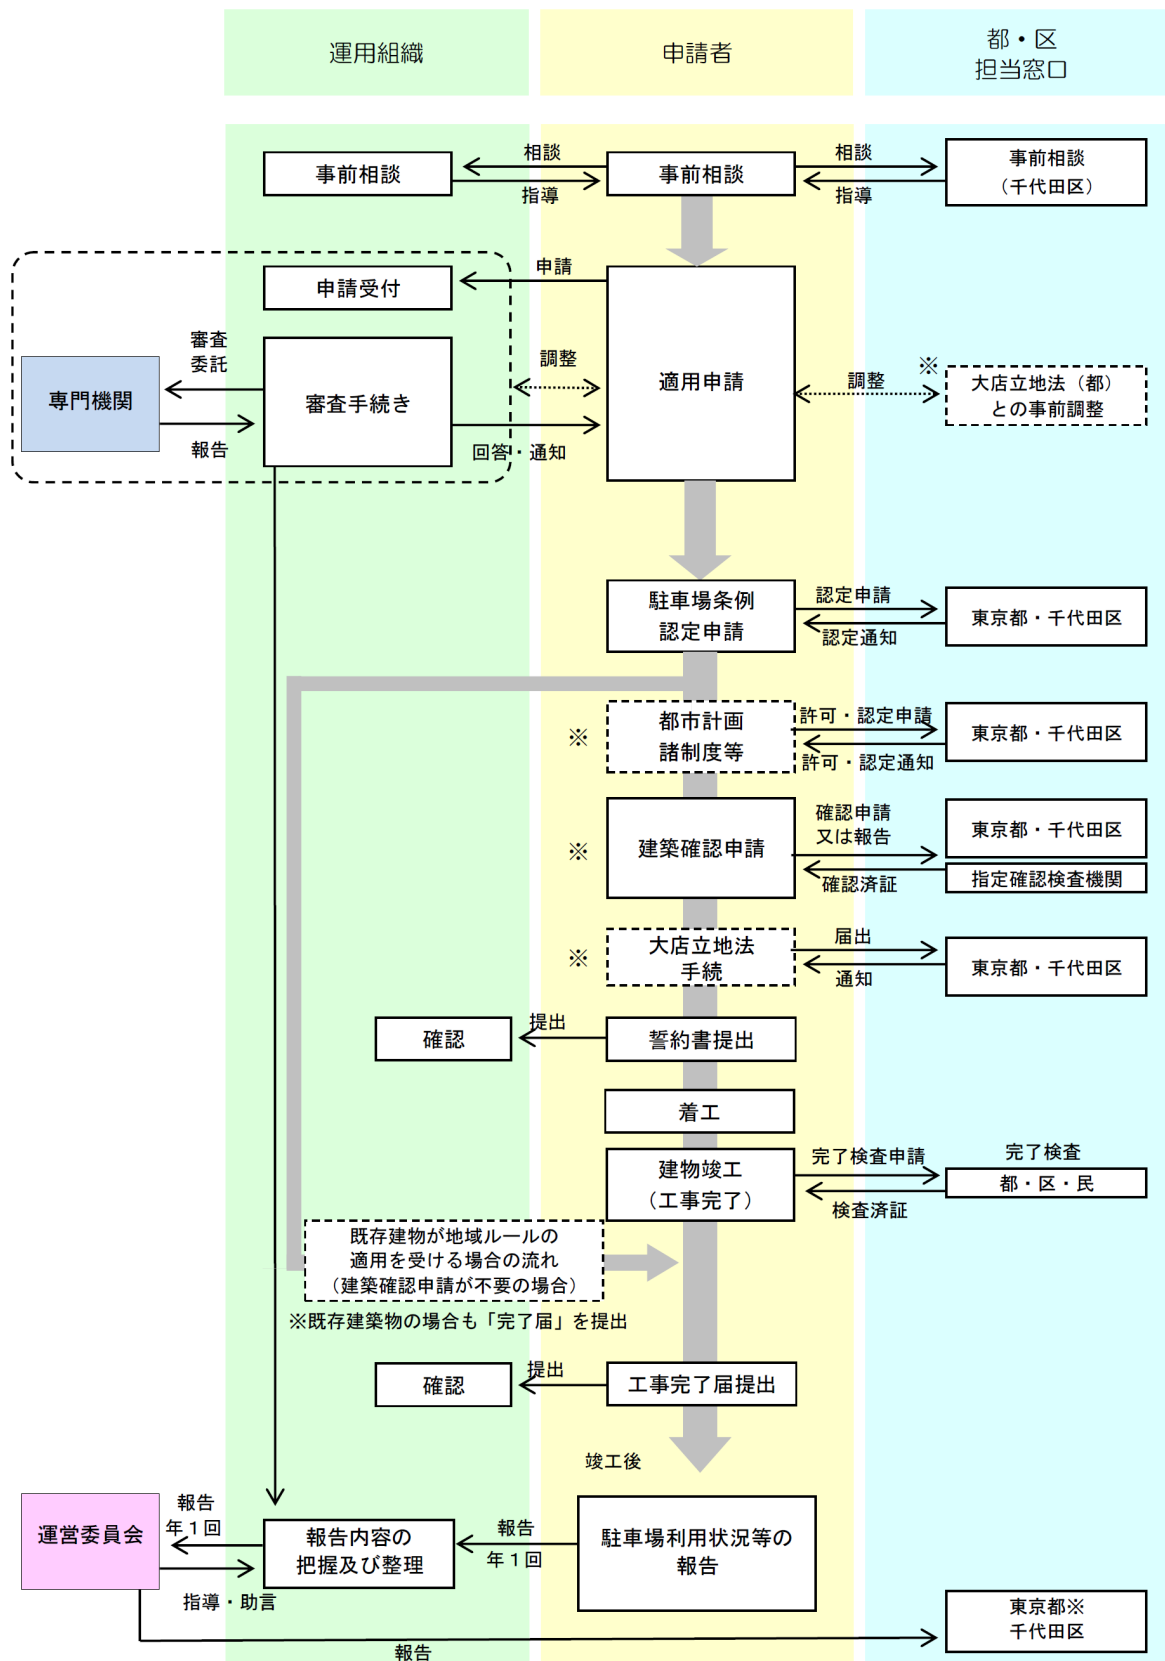 運用組織
申請者
都・区
担当窓口
事前相談
相談
指導
事前相談
相談
指導
事前相談
（千代田区）
申請受付
申請
適用申請
審査
委託
専門機関
報告
審査手続き
調整
回答・通知
調整
※
大店立地法（都）
との事前調整
駐車場条例
認定申請
認定申請
認定通知
東京都・千代田区
※
都市計画
諸制度等
許可・認定申請
許可・認定通知
東京都・千代田区
※
建築確認申請
確認申請
又は報告
確認済証
東京都・千代田区
指定確認検査機関
※
大店立地法
手続
届出
通知
東京都・千代田区
確認
提出
誓約書提出
着工
建物竣工
（工事完了）
完了検査申請
検査済証
完了検査
都・区・民
既存建物が地域ルールの
適用を受ける場合の流れ
（建築確認申請が不要の場合）
※既存建築物の場合も「完了届」を提出
確認
提出
工事完了届提出
竣工後
運営委員会
報告
年１回
指導・助言
報告内容の
把握及び整理
報告
年１回
駐車場利用状況等の
報告
報告
東京都※
千代田区